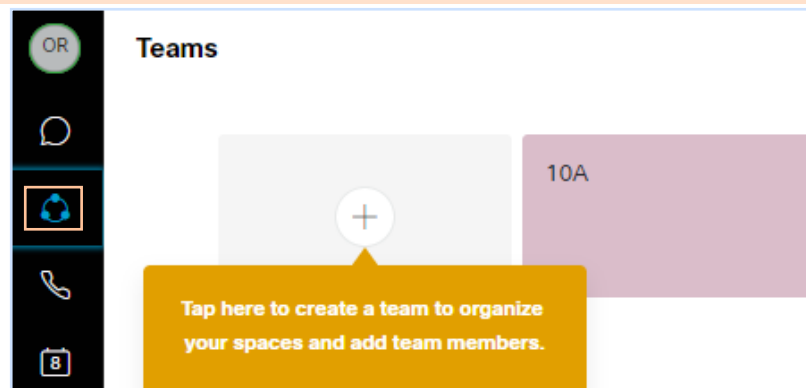 OR
Teams
10A
Tap here to create a team to organize
your spaces and add team members.
8